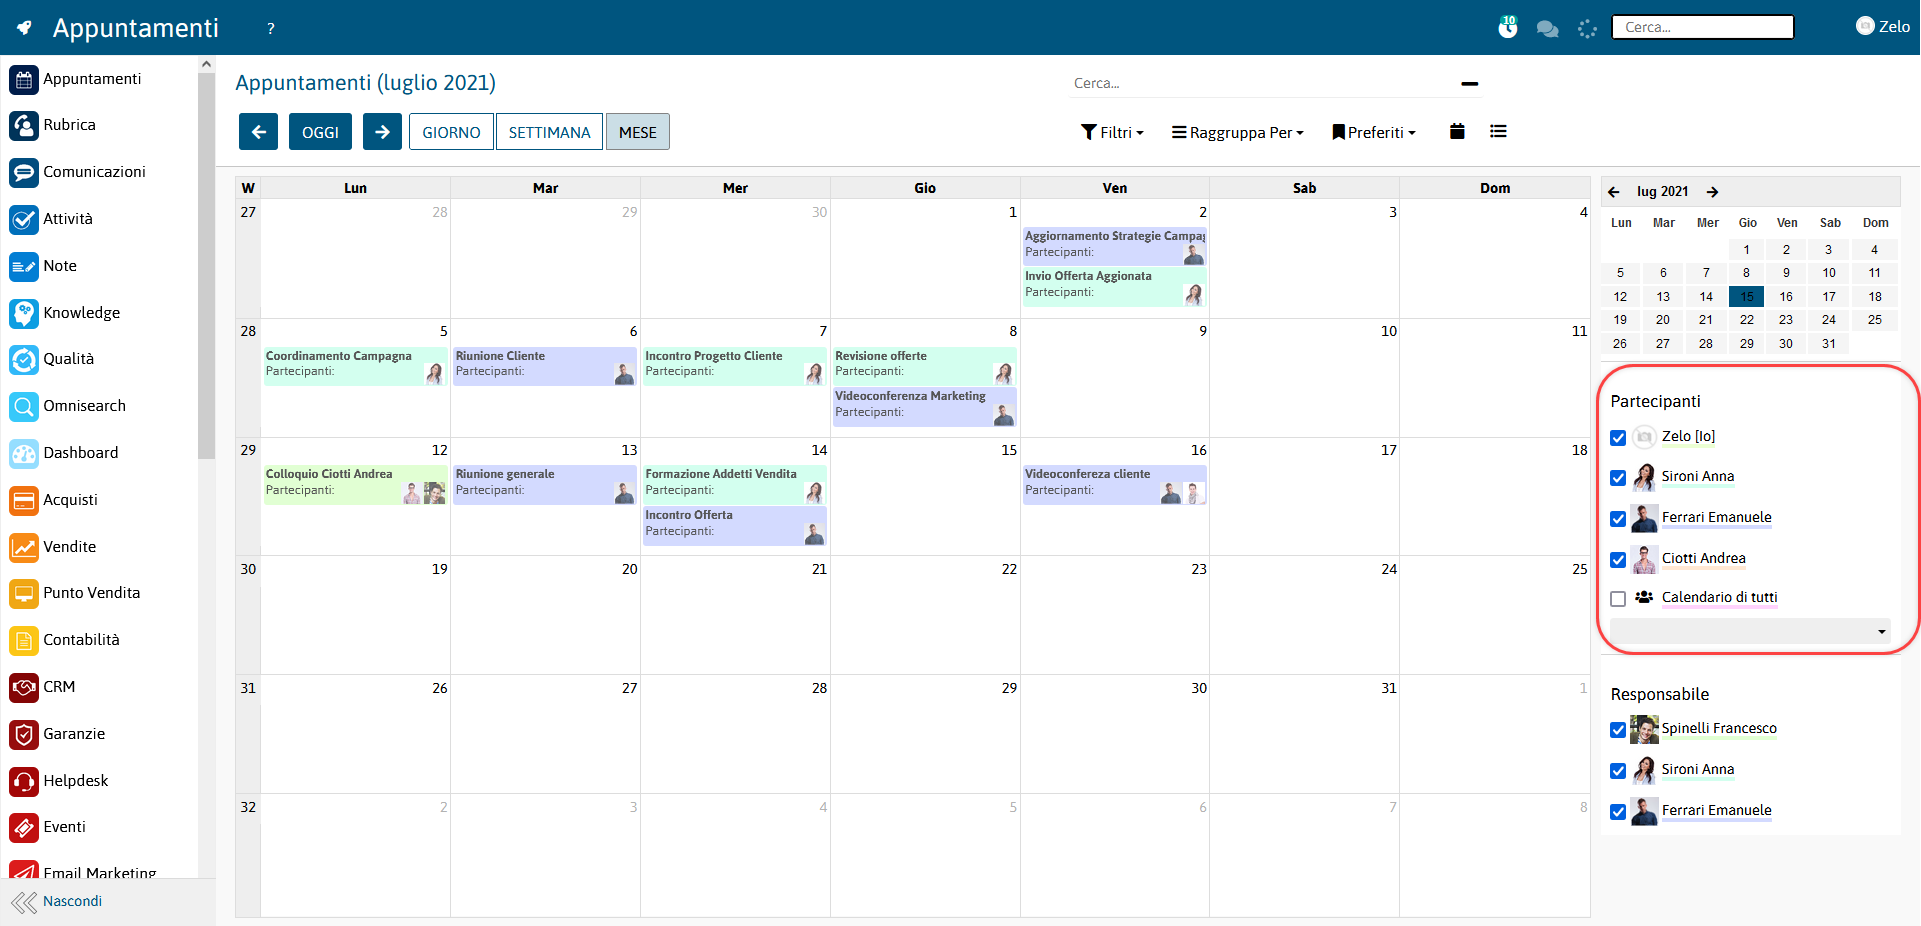 Appuntamenti
?
10
Cerca...
Zelo
Appuntamenti
Rubrica
Comunicazioni
Attività
Note
Knowledge
Qualità
Omnisearch
Dashboard
Acquisti
Vendite
Punto Vendita
Contabilità
CRM
Garanzie
Helpdesk
Eventi
Email Marketing
Nascondi
Appuntamenti (luglio 2021)
Cerca...
OGGI
GIORNO
SETTIMANA
MESE
Filtri
Raggruppa Per
Preferiti
W Lun Mar Mer Gio Ven Sab Dom
27 28 29 30 1 2 3 4
Aggiornamento Strategie Campag
Partecipanti:
Invio Offerta Aggionata
Partecipanti:
28 5 6 7 8 9 10 11
Coordinamento Campagna
Partecipanti:
Riunione Cliente
Partecipanti:
Incontro Progetto Cliente
Partecipanti:
Revisione offerte
Partecipanti:
Videoconferenza Marketing
Partecipanti:
29 12 13 14 15 16 17 18
Colloquio Ciotti Andrea
Partecipanti:
Riunione generale
Partecipanti:
Formazione Addetti Vendita
Partecipanti:
Incontro Offerta
Partecipanti:
Videoconfereza cliente
Partecipanti:
30 19 20 21 22 23 24 25
31 26 27 28 29 30 31 1
32 2 3 4 5 6 7 8
lug 2021
Lun Mar Mer Gio Ven Sab Dom
1 2 3 4
5 6 7 8 9 10 11
12 13 14 15 16 17 18
19 20 21 22 23 24 25
26 27 28 29 30 31
Partecipanti
Zelo [Io]
Sironi Anna
Ferrari Emanuele
Ciotti Andrea
Calendario di tutti
Responsabile
Spinelli Francesco
Sironi Anna
Ferrari Emanuele